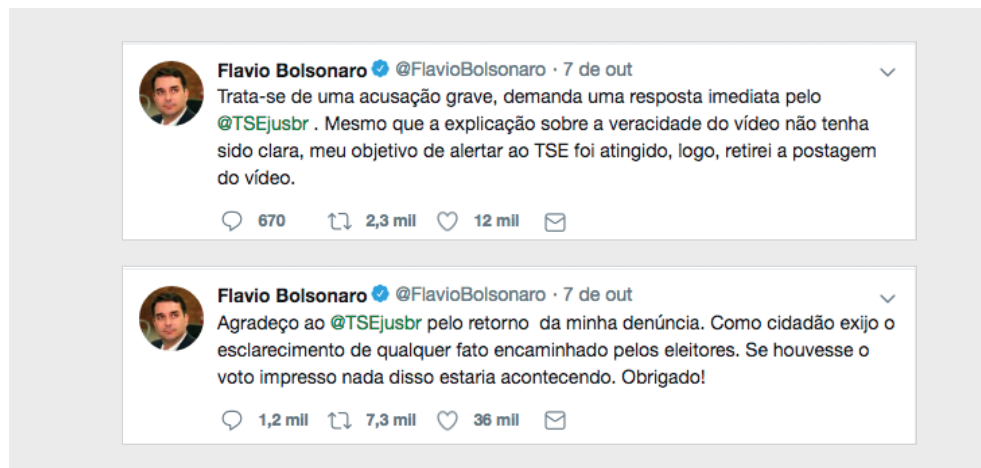 Flavio Bolsonaro @FlavioBolsonaro · 7 de out
Trata-se de uma acusação grave, demanda uma resposta imediata pelo
@TSEjusbr . Mesmo que a explicação sobre a veracidade do vídeo não tenha
sido clara, meu objetivo de alertar ao TSE foi atingido, logo, retirei a postagem
do vídeo.
670 2,3 mil 12 mil
Flavio Bolsonaro @FlavioBolsonaro · 7 de out
Agradeço ao @TSEjusbr pelo retorno da minha denúncia. Como cidadão exijo o
esclarecimento de qualquer fato encaminhado pelos eleitores. Se houvesse o
voto impresso nada disso estaria acontecendo. Obrigado!
1,2 mil 7,3 mil 36 mil